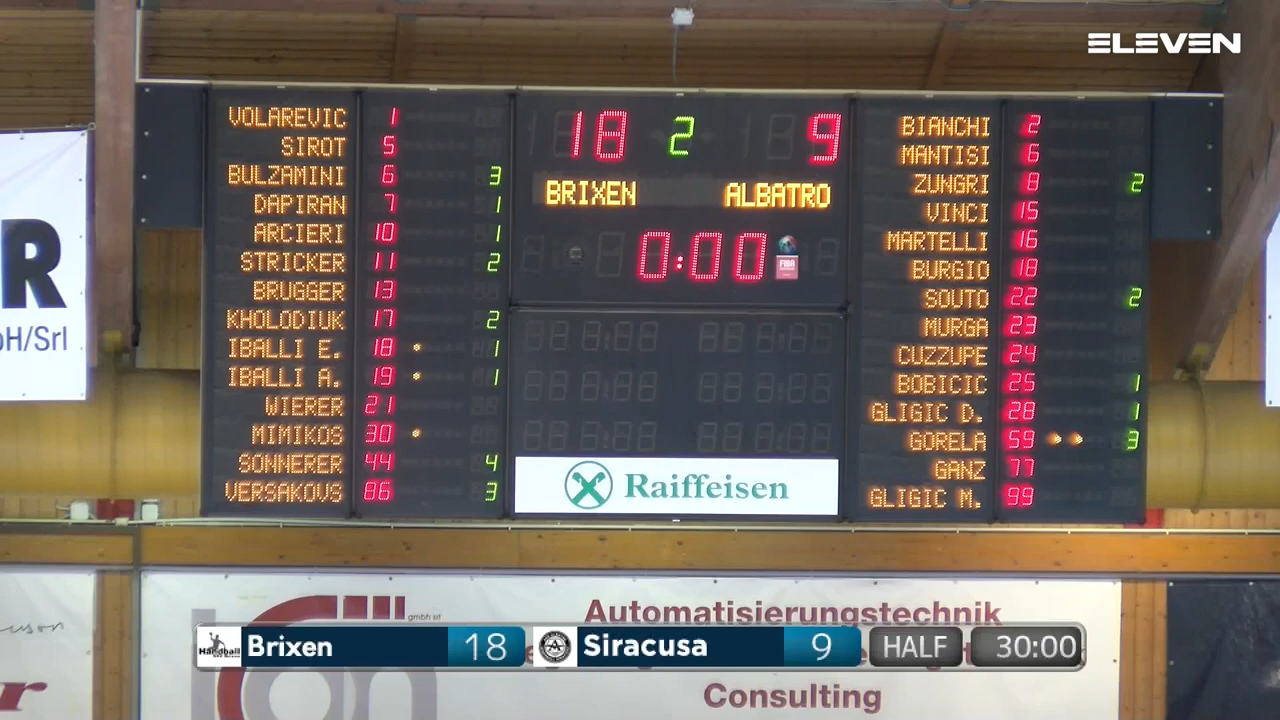 ELEVEN
VOLAREVIC 1
SIROT 5
BULZAMINI 6 3
DAPIRAN 7 1
ARCIERI 10 1
STRICKER 11 2
BRUGGER 13
KHOLODIUK 17 2
IBALLI E. 18 1
IBALLI A. 19 1
WIERER 21
MIMIKOS 30
SONNERER 44 4
VERSAKOVS 86 3
18 2 9
BRIXEN ALBATRO
0:00
Raiffeisen
BIANCHI 2
MANTISI 6
ZUNGRI 8 2
VINCI 15
MARTELLI 16
BURGIO 18
SOUTO 22 2
MURGA 23
CUZZUPE 24
BOBICIC 25 1
GLIGIC D. 28 1
GORELA 59 3
GANZ 77
GLIGIC M. 99
R
H/Srl
gmbh srl
Automatisierungstechnik
Consulting
Handball
Brixen 18 Siracusa 9 HALF 30:00